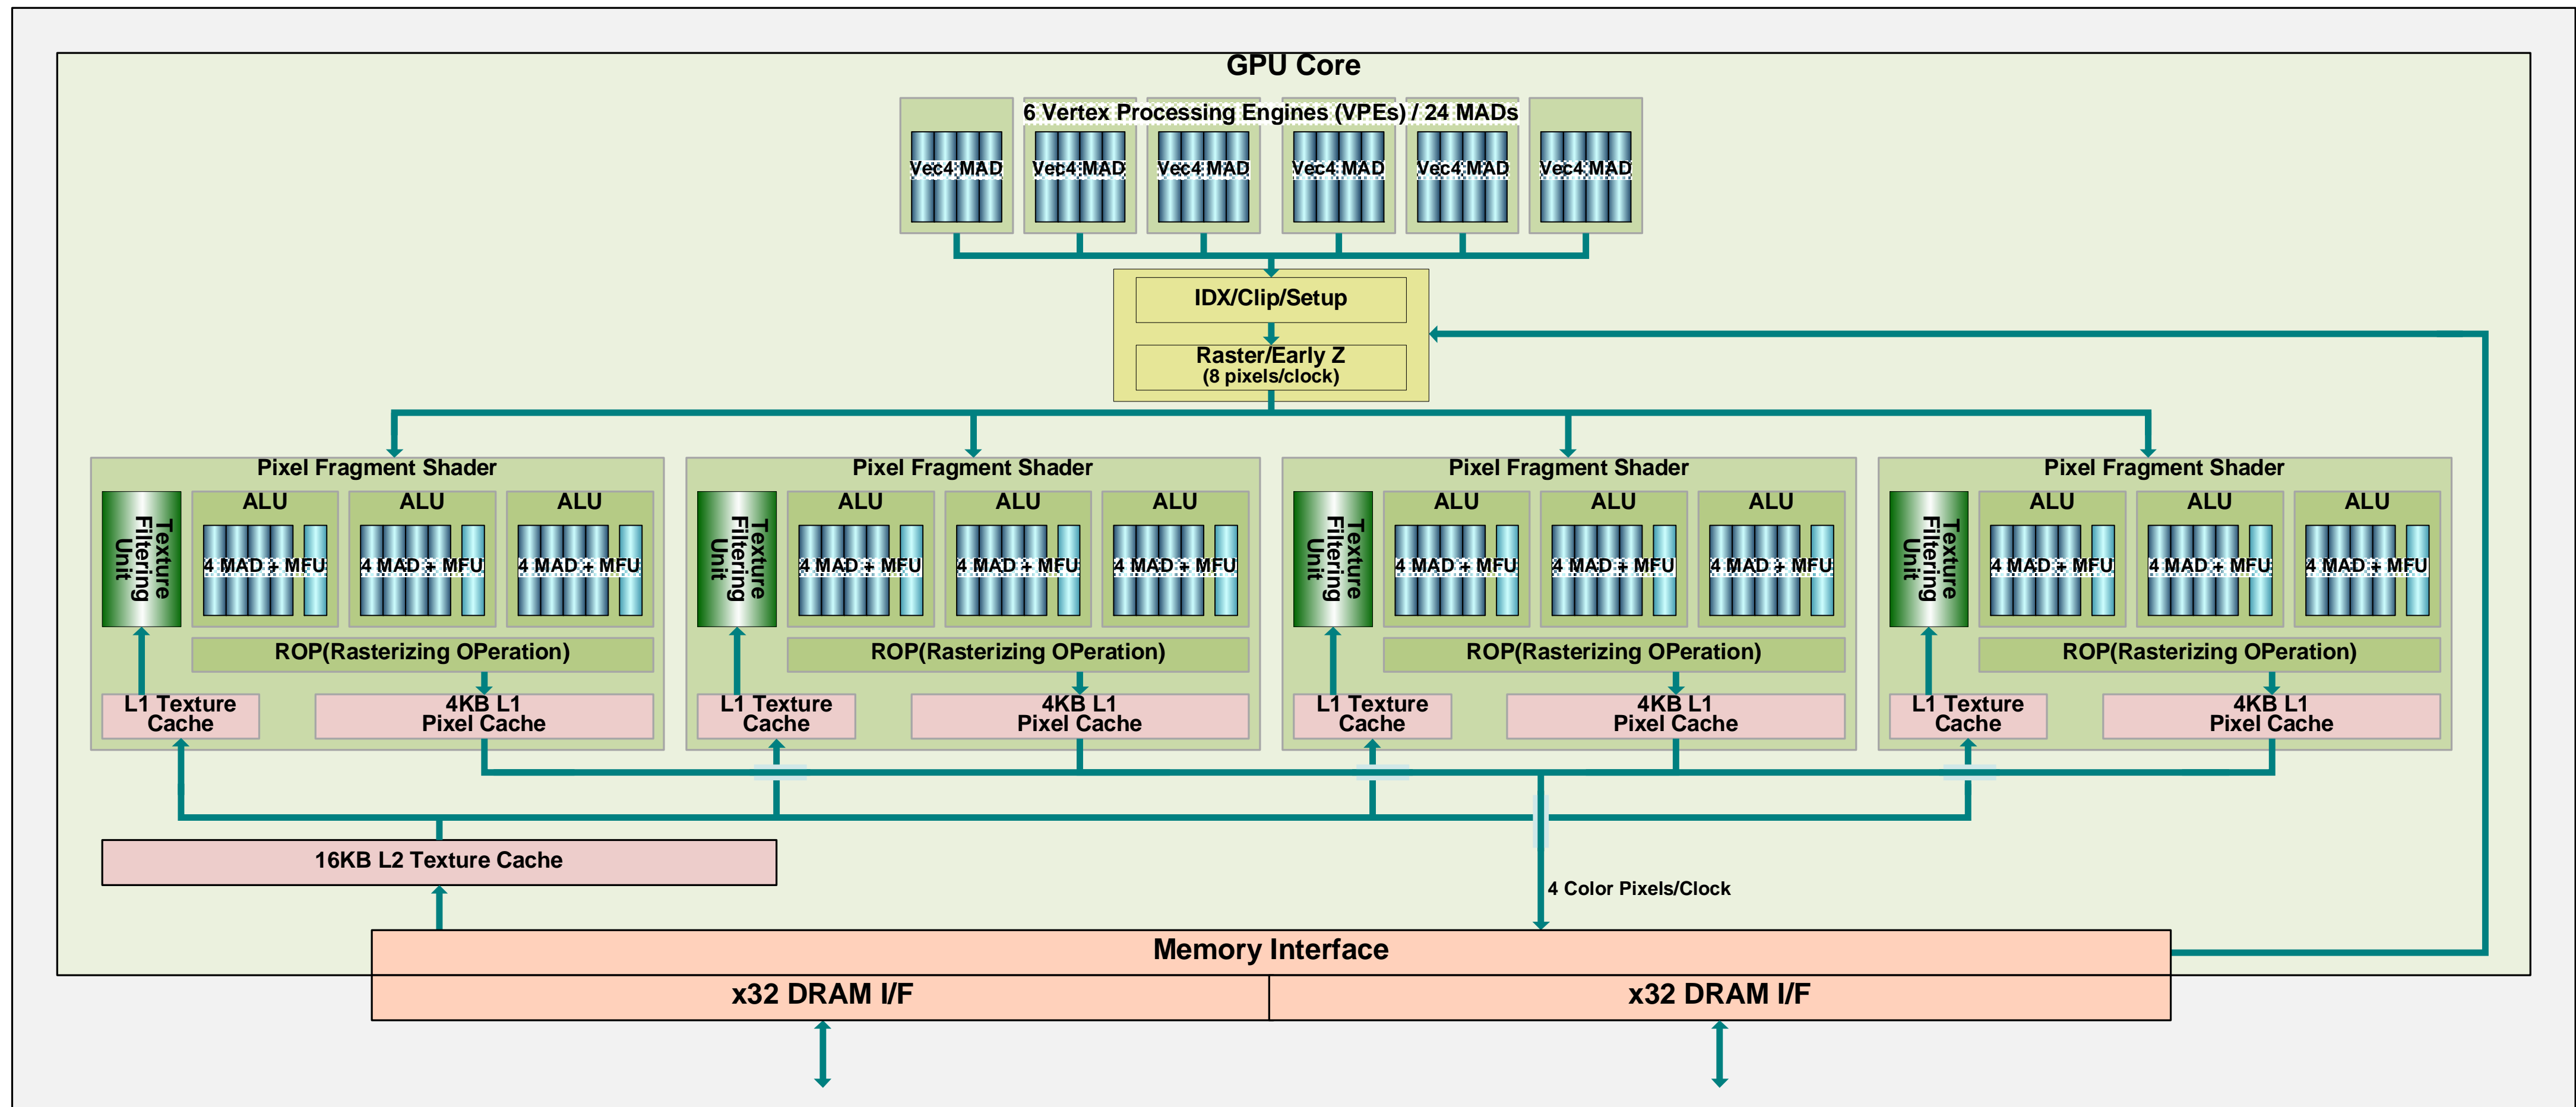 GPU Core
6 Vertex Processing Engines (VPEs) / 24 MADs
Vec4 MAD
Vec4 MAD
Vec4 MAD
Vec4 MAD
Vec4 MAD
Vec4 MAD
IDX/Clip/Setup
Raster/Early Z
(8 pixels/clock)
Pixel Fragment Shader
Texture
Filtering
Unit
ALU
4 MAD + MFU
ALU
4 MAD + MFU
ALU
4 MAD + MFU
ROP(Rasterizing OPeration)
L1 Texture
Cache
4KB L1
Pixel Cache
Pixel Fragment Shader
Texture
Filtering
Unit
ALU
4 MAD + MFU
ALU
4 MAD + MFU
ALU
4 MAD + MFU
ROP(Rasterizing OPeration)
L1 Texture
Cache
4KB L1
Pixel Cache
Pixel Fragment Shader
Texture
Filtering
Unit
ALU
4 MAD + MFU
ALU
4 MAD + MFU
ALU
4 MAD + MFU
ROP(Rasterizing OPeration)
L1 Texture
Cache
4KB L1
Pixel Cache
Pixel Fragment Shader
Texture
Filtering
Unit
ALU
4 MAD + MFU
ALU
4 MAD + MFU
ALU
4 MAD + MFU
ROP(Rasterizing OPeration)
L1 Texture
Cache
4KB L1
Pixel Cache
16KB L2 Texture Cache
4 Color Pixels/Clock
Memory Interface
x32 DRAM I/F
x32 DRAM I/F